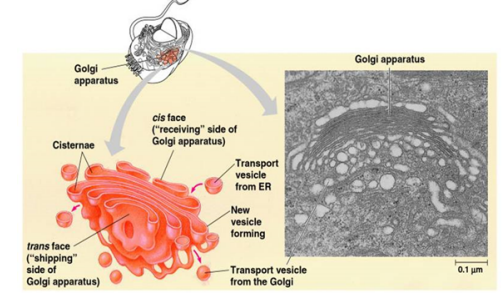 Golgi apparatus
Golgi
apparatus
cis face
("receiving" side of
Golgi apparatus)
Cisternae
Transport
vesicle
from ER
New
vesicle
forming
trans face
("shipping"
side of
Golgi apparatus)
Transport vesicle
from the Golgi
0.1 µm